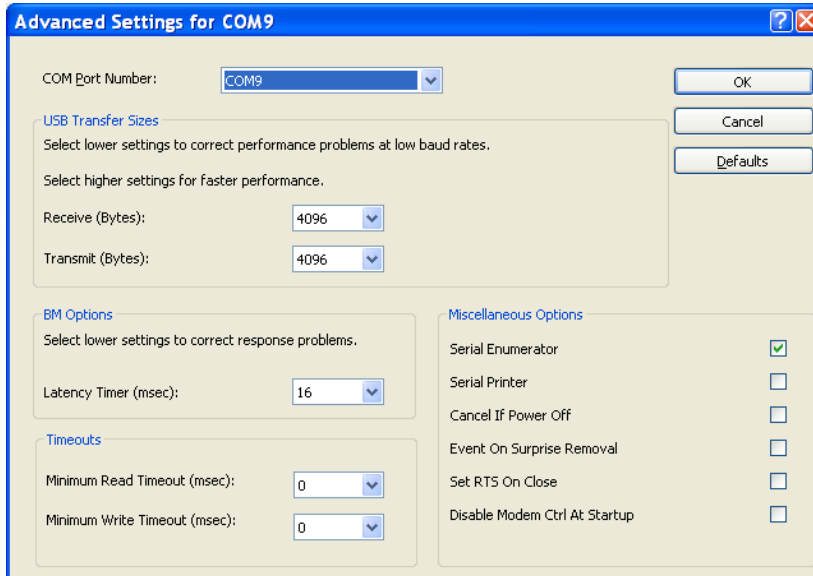 Advanced Settings for COM9
COM Port Number:
COM9
OK
Cancel
Defaults
USB Transfer Sizes
Select lower settings to correct performance problems at low baud rates.
Select higher settings for faster performance.
Receive (Bytes):
4096
Transmit (Bytes):
4096
BM Options
Select lower settings to correct response problems.
Latency Timer (msec):
16
Timeouts
Minimum Read Timeout (msec):
0
Minimum Write Timeout (msec):
0
Miscellaneous Options
Serial Enumerator
Serial Printer
Cancel If Power Off
Event On Surprise Removal
Set RTS On Close
Disable Modem Ctrl At Startup